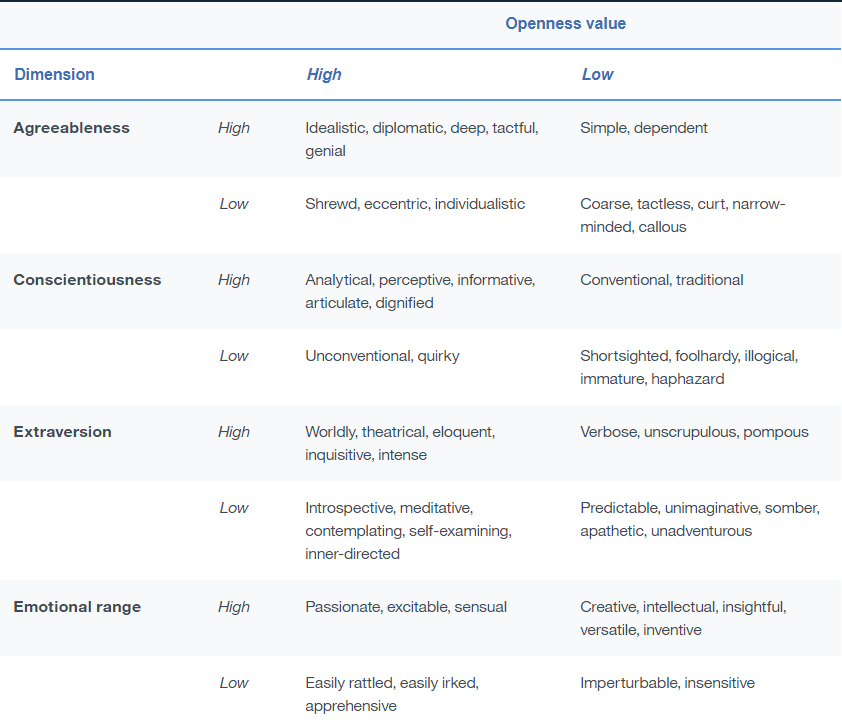 Openness value
Dimension High Low
Agreeableness High Idealistic, diplomatic, deep, tactful, Simple, dependent
genial
Low Shrewd, eccentric, individualistic Coarse, tactless, curt, narrow-
minded, callous
Conscientiousness High Analytical, perceptive, informative, Conventional, traditional
articulate, dignified
Low Unconventional, quirky Shortsighted, foolhardy, illogical,
immature, haphazard
Extraversion High Worldly, theatrical, eloquent, Verbose, unscrupulous, pompous
inquisitive, intense
Low Introspective, meditative, Predictable, unimaginative, somber,
contemplating, self-examining, apathetic, unadventurous
inner-directed
Emotional range High Passionate, excitable, sensual Creative, intellectual, insightful,
versatile, inventive
Low Easily rattled, easily irked, Imperturbable, insensitive
apprehensive